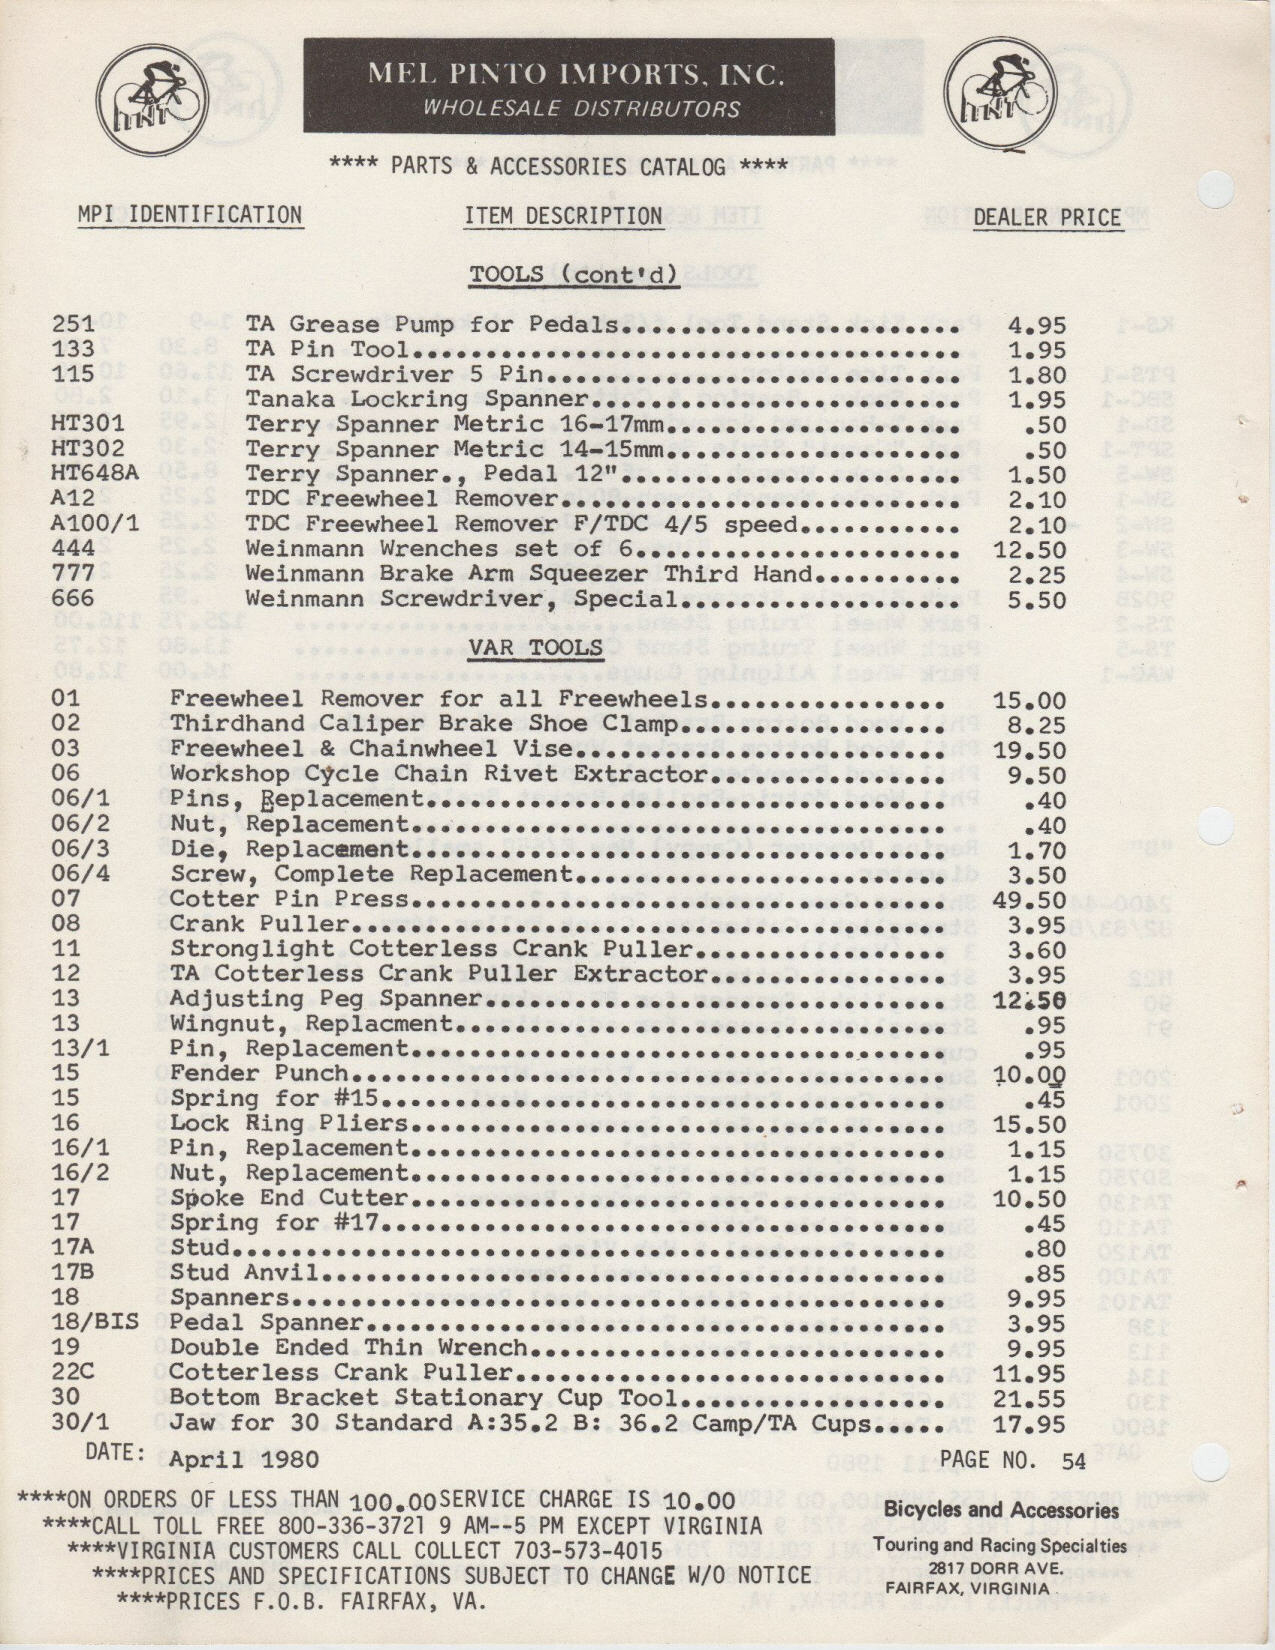 MEL PINTO IMPORTS, INC.
WHOLESALE DISTRIBUTORS
**** PARTS & ACCESSORIES CATALOG ****
MPI IDENTIFICATION ITEM DESCRIPTION DEALER PRICE
TOOLS (cont'd)
251 TA Grease Pump for Pedals....................... 4.95
133 TA Pin Tool..................................... 1.95
115 TA Screwdriver 5 Pin............................ 1.80
Tanaka Lockring Spanner......................... 1.95
HT301 Terry Spanner Metric 16-17mm.................... .50
HT302 Terry Spanner Metric 14-15mm.................... .50
HT648A Terry Spanner., Pedal 12"....................... 1.50
A12 TDC Freewheel Remover........................... 2.10
A100/1 TDC Freewheel Remover F/TDC 4/5 speed........... 2.10
444 Weinmann Wrenches set of 6...................... 12.50
777 Weinmann Brake Arm Squeezer Third Hand.......... 2.25
666 Weinmann Screwdriver, Special................... 5.50
VAR TOOLS
01 Freewheel Remover for all Freewheels................ 15.00
02 Thirdhand Caliper Brake Shoe Clamp.................. 8.25
03 Freewheel & Chainwheel Vise......................... 19.50
06 Workshop Cycle Chain Rivet Extractor................ 9.50
06/1 Pins, Replacement................................... .40
06/2 Nut, Replacement.................................... .40
06/3 Die, Replacement.................................... 1.70
06/4 Screw, Complete Replacement......................... 3.50
07 Cotter Pin Press.................................... 49.50
08 Crank Puller........................................ 3.95
11 Stronglight Cotterless Crank Puller................. 3.60
12 TA Cotterless Crank Puller Extractor................ 3.95
13 Adjusting Peg Spanner............................... 12.50
13 Wingnut, Replacment................................. .95
13/1 Pin, Replacement.................................... .95
15 Fender Punch........................................ 10.00
15 Spring for #15...................................... .45
16 Lock Ring Pliers.................................... 15.50
16/1 Pin, Replacement.................................... 1.15
16/2 Nut, Replacement.................................... 1.15
17 Spoke End Cutter.................................... 10.50
17 Spring for #17...................................... .45
17A Stud................................................ .80
17B Stud Anvil.......................................... .85
18 Spanners............................................ 9.95
18/BIS Pedal Spanner....................................... 3.95
19 Double Ended Thin Wrench............................ 9.95
22C Cotterless Crank Puller............................. 11.95
30 Bottom Bracket Stationary Cup Tool.................. 21.55
30/1 Jaw for 30 Standard A:35.2 B: 36.2 Camp/TA Cups..... 17.95
DATE: April 1980 PAGE NO. 54
****ON ORDERS OF LESS THAN 100.00 SERVICE CHARGE IS 10.00
****CALL TOLL FREE 800-336-3721 9 AM--5 PM EXCEPT VIRGINIA
****VIRGINIA CUSTOMERS CALL COLLECT 703-573-4015
****PRICES AND SPECIFICATIONS SUBJECT TO CHANGE W/O NOTICE
****PRICES F.O.B. FAIRFAX, VA.
Bicycles and Accessories
Touring and Racing Specialties
2817 DORR AVE.
FAIRFAX, VIRGINIA